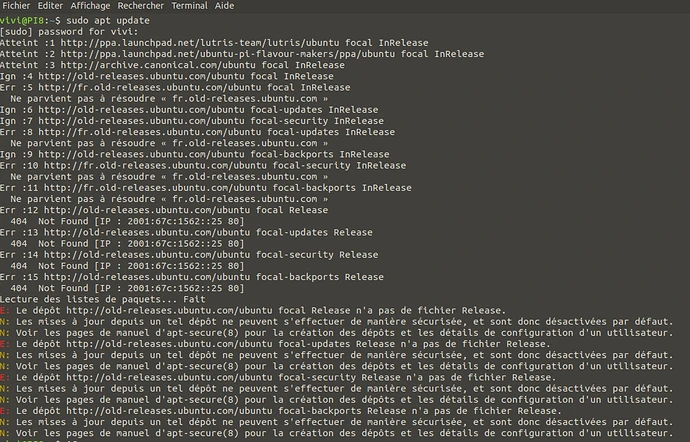 Fichier Editer Affichage Rechercher Terminal Aide
vivi@PI8:~$ sudo apt update
[sudo] password for vivi:
Atteint :1 http://ppa.launchpad.net/lutris-team/lutris/ubuntu focal InRelease
Atteint :2 http://ppa.launchpad.net/ubuntu-pi-flavour-makers/ppa/ubuntu focal InRelease
Atteint :3 http://archive.canonical.com/ubuntu focal InRelease
Ign :4 http://old-releases.ubuntu.com/ubuntu focal InRelease
Err :5 http://fr.old-releases.ubuntu.com/ubuntu focal InRelease
Ne parvient pas à résoudre « fr.old-releases.ubuntu.com »
Ign :6 http://old-releases.ubuntu.com/ubuntu focal-updates InRelease
Ign :7 http://old-releases.ubuntu.com/ubuntu focal-security InRelease
Err :8 http://fr.old-releases.ubuntu.com/ubuntu focal-updates InRelease
Ne parvient pas à résoudre « fr.old-releases.ubuntu.com »
Ign :9 http://old-releases.ubuntu.com/ubuntu focal-backports InRelease
Err :10 http://fr.old-releases.ubuntu.com/ubuntu focal-security InRelease
Ne parvient pas à résoudre « fr.old-releases.ubuntu.com »
Err :11 http://fr.old-releases.ubuntu.com/ubuntu focal-backports InRelease
Ne parvient pas à résoudre « fr.old-releases.ubuntu.com »
Err :12 http://old-releases.ubuntu.com/ubuntu focal Release
404 Not Found [IP : 2001:67c:1562::25 80]
Err :13 http://old-releases.ubuntu.com/ubuntu focal-updates Release
404 Not Found [IP : 2001:67c:1562::25 80]
Err :14 http://old-releases.ubuntu.com/ubuntu focal-security Release
404 Not Found [IP : 2001:67c:1562::25 80]
Err :15 http://old-releases.ubuntu.com/ubuntu focal-backports Release
404 Not Found [IP : 2001:67c:1562::25 80]
Lecture des listes de paquets... Fait
E: Le dépôt http://old-releases.ubuntu.com/ubuntu focal Release n'a pas de fichier Release.
N: Les mises à jour depuis un tel dépôt ne peuvent s'effectuer de manière sécurisée, et sont donc désactivées par défaut.
N: Voir les pages de manuel d'apt-secure(8) pour la création des dépôts et les détails de configuration d'un utilisateur.
E: Le dépôt http://old-releases.ubuntu.com/ubuntu focal-updates Release n'a pas de fichier Release.
N: Les mises à jour depuis un tel dépôt ne peuvent s'effectuer de manière sécurisée, et sont donc désactivées par défaut.
N: Voir les pages de manuel d'apt-secure(8) pour la création des dépôts et les détails de configuration d'un utilisateur.
E: Le dépôt http://old-releases.ubuntu.com/ubuntu focal-security Release n'a pas de fichier Release.
N: Les mises à jour depuis un tel dépôt ne peuvent s'effectuer de manière sécurisée, et sont donc désactivées par défaut.
N: Voir les pages de manuel d'apt-secure(8) pour la création des dépôts et les détails de configuration d'un utilisateur.
E: Le dépôt http://old-releases.ubuntu.com/ubuntu focal-backports Release n'a pas de fichier Release.
N: Les mises à jour depuis un tel dépôt ne peuvent s'effectuer de manière sécurisée, et sont donc désactivées par défaut.
N: Voir les pages de manuel d'apt-secure(8) pour la création des dépôts et les détails de configuration d'un utilisateur.